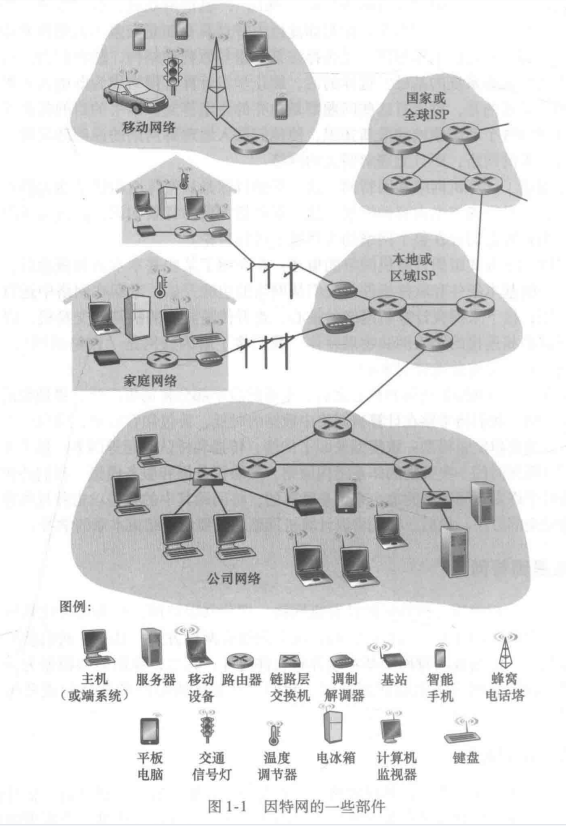 国家或
全球ISP
移动网络
本地或
区域ISP
家庭网络
公司网络
图例:
主机
(或端系统)
服务器
移动
设备
路由器
链路层
交换机
调制
解调器
基站
智能
手机
蜂窝
电话塔
平板
电脑
交通
信号灯
温度
调节器
电冰箱
计算机
监视器
键盘
图 1-1 因特网的一些部件